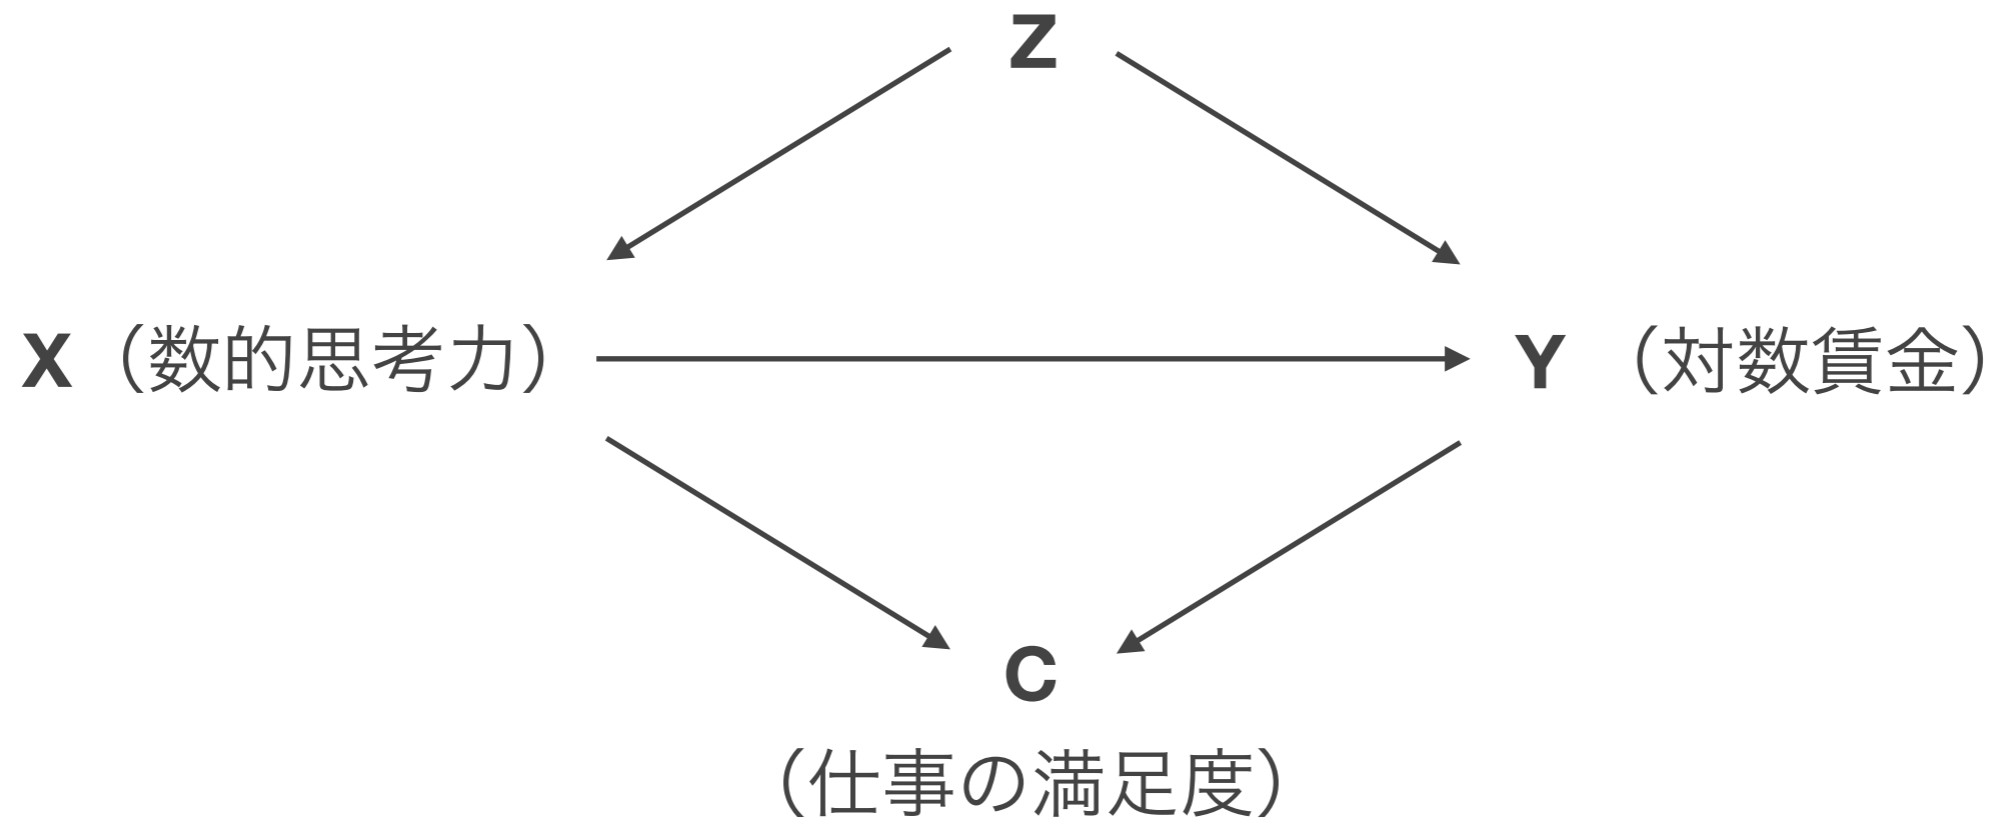 Z
X（数的思考力）
Y（対数賃金）
C
（仕事の満足度）